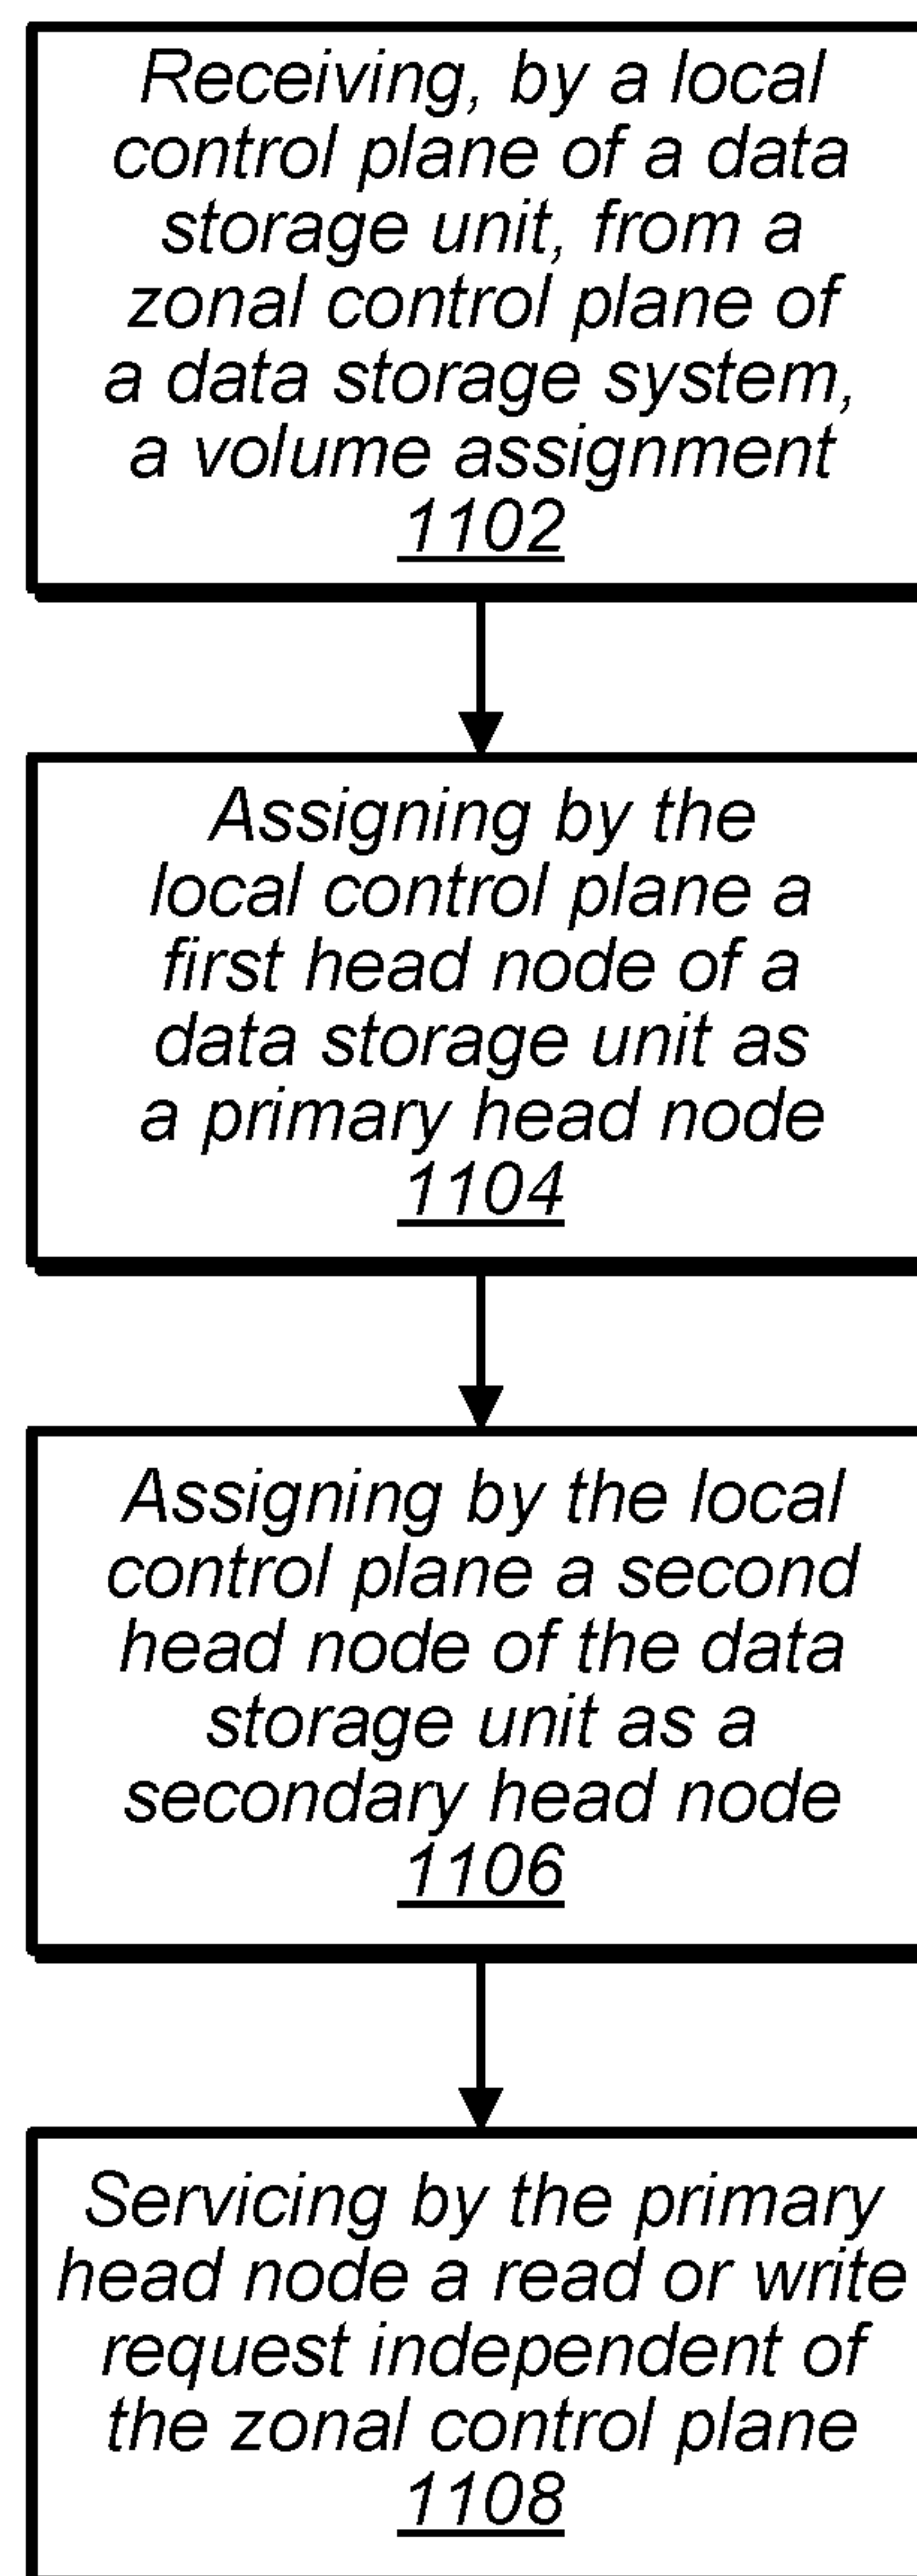 Receiving, by a local
control plane of a data
storage unit, from a
zonal control plane of
a data storage system,
a volume assignment
1102
Assigning by the
local control plane a
first head node of a
data storage unit as
a primary head node
1104
Assigning by the local
control plane a second
head node of the data
storage unit as a
secondary head node
1106
Servicing by the primary
head node a read or write
request independent of
the zonal control plane
1108